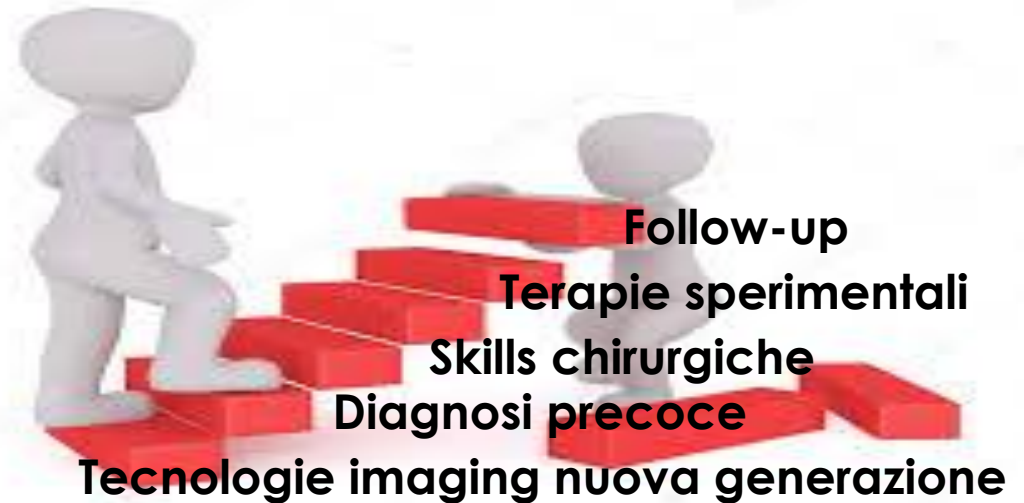 Follow-up
Terapie sperimentali
Skills chirurgiche
Diagnosi precoce
Tecnologie imaging nuova generazione